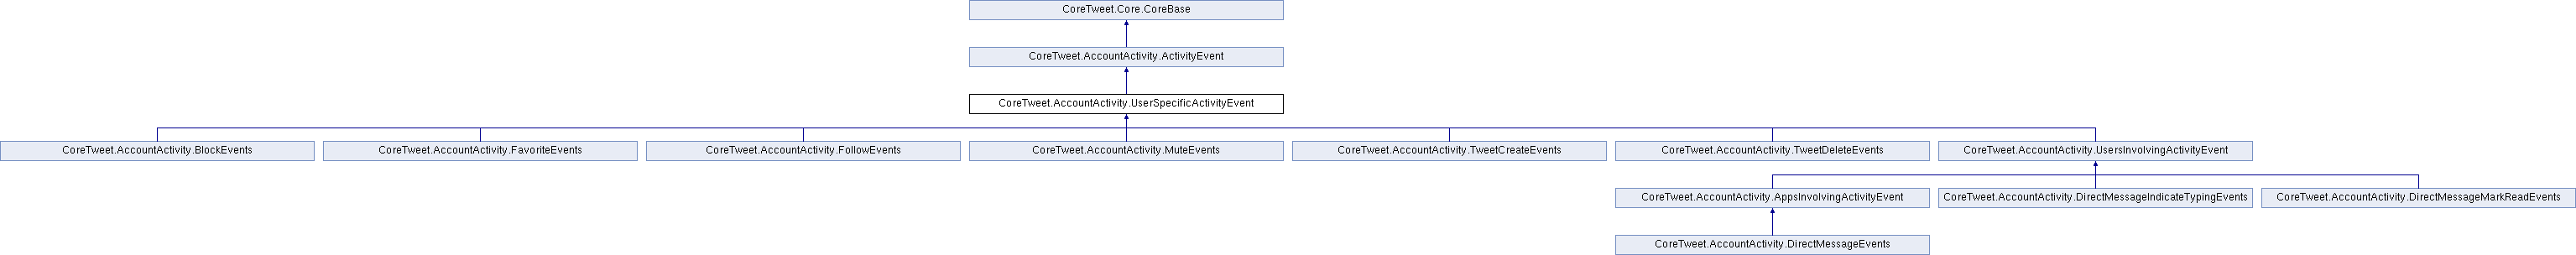 CoreTweet.Core.CoreBase
CoreTweet.AccountActivity.ActivityEvent
CoreTweet.AccountActivity.UserSpecificActivityEvent
CoreTweet.AccountActivity.BlockEvents
CoreTweet.AccountActivity.FavoriteEvents
CoreTweet.AccountActivity.FollowEvents
CoreTweet.AccountActivity.MuteEvents
CoreTweet.AccountActivity.TweetCreateEvents
CoreTweet.AccountActivity.TweetDeleteEvents
CoreTweet.AccountActivity.UsersInvolvingActivityEvent
CoreTweet.AccountActivity.AppsInvolvingActivityEvent
CoreTweet.AccountActivity.DirectMessageIndicateTypingEvents
CoreTweet.AccountActivity.DirectMessageMarkReadEvents
CoreTweet.AccountActivity.DirectMessageEvents